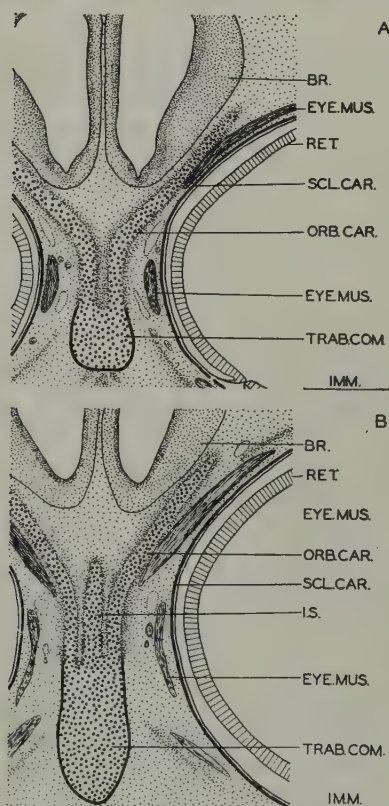 A
BR.
EYE.MUS.
RET.
SCL.CAR.
ORB.CAR.
EYE.MUS.
TRAB.COM.
1MM.
B
BR.
RET.
EYE.MUS.
ORB.CAR.
SCL.CAR.
I.S.
EYE.MUS.
TRAB.COM.
1MM.